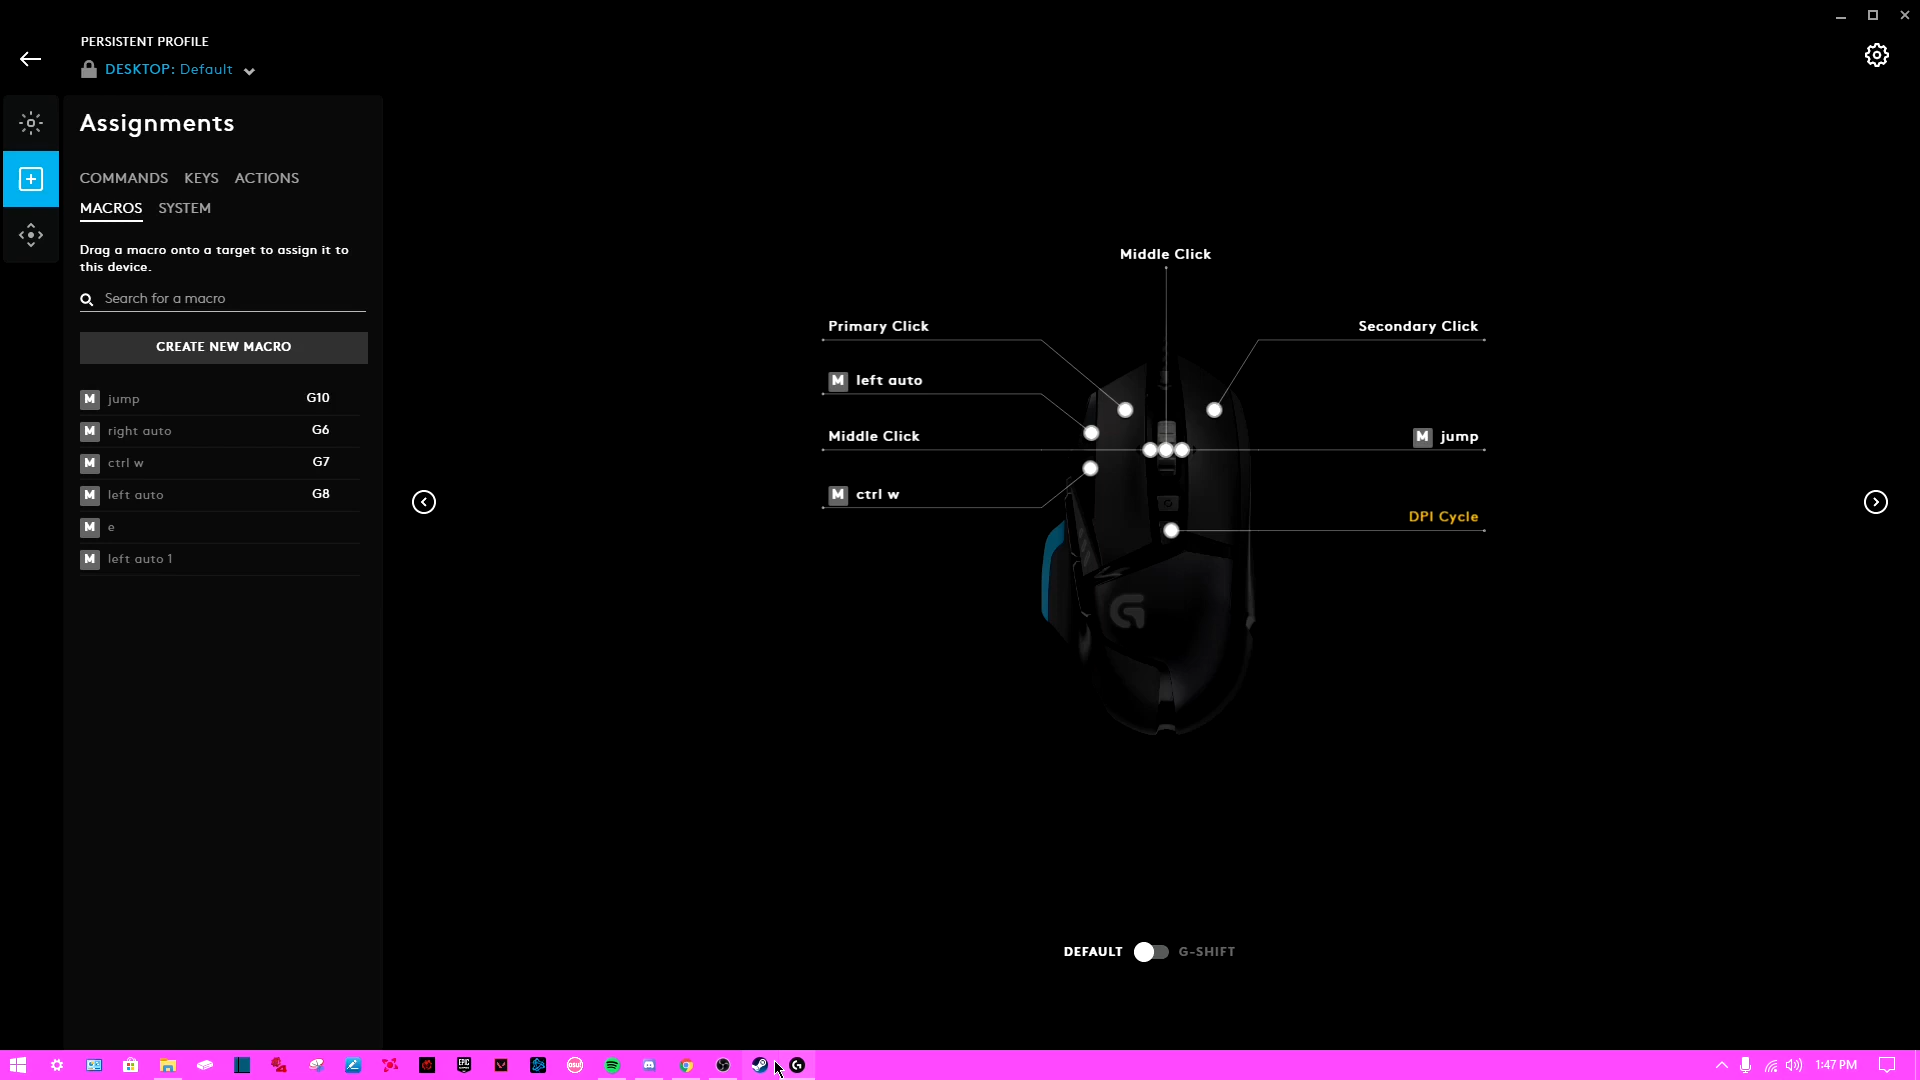 PERSISTENT PROFILE
DESKTOP: Default
Assignments
COMMANDS KEYS ACTIONS
MACROS SYSTEM
Drag a macro onto a target to assign it to
this device.
Search for a macro
CREATE NEW MACRO
M jump G10
M right auto G6
M ctrl w G7
M left auto G8
M e
M left auto 1
Middle Click
Primary Click
Secondary Click
M left auto
Middle Click
M jump
M ctrl w
DPI Cycle
DEFAULT G-SHIFT
EPIC
osu!
1:47 PM